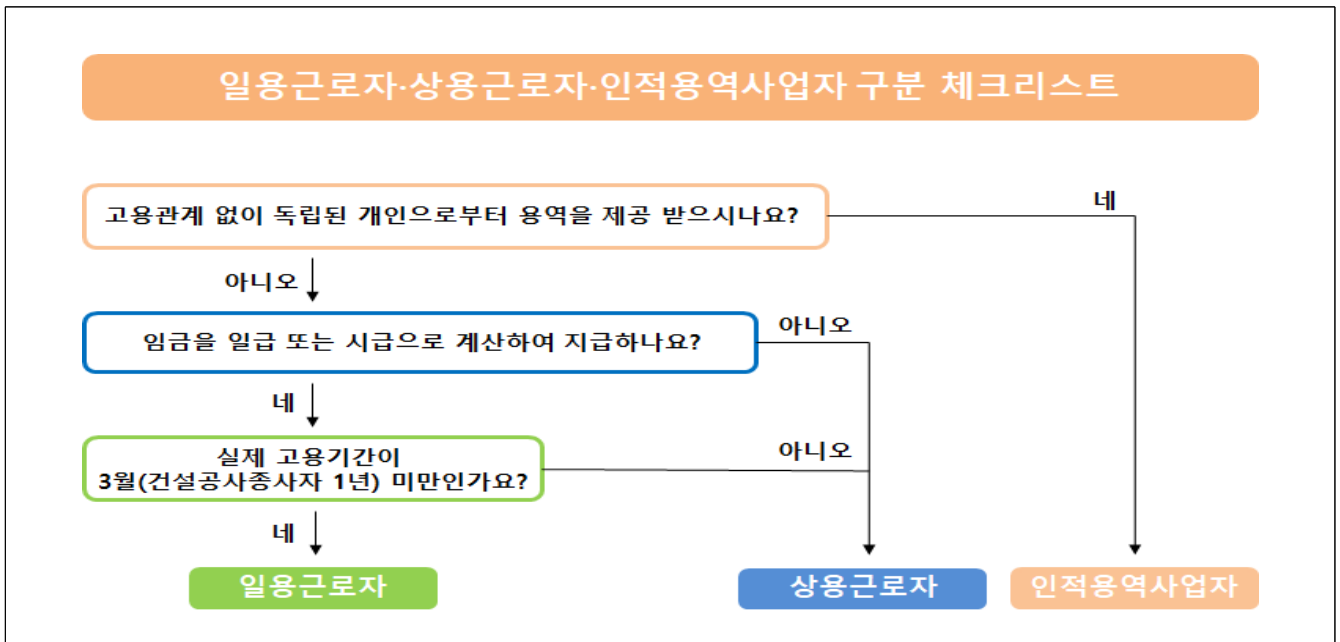 일용근로자·상용근로자·인적용역사업자 구분 체크리스트
고용관계 없이 독립된 개인으로부터 용역을 제공 받으시나요?
네
아니오
임금을 일급 또는 시급으로 계산하여 지급하나요?
아니오
네
실제 고용기간이
3월(건설공사종사자 1년) 미만인가요?
아니오
네
일용근로자
상용근로자
인적용역사업자